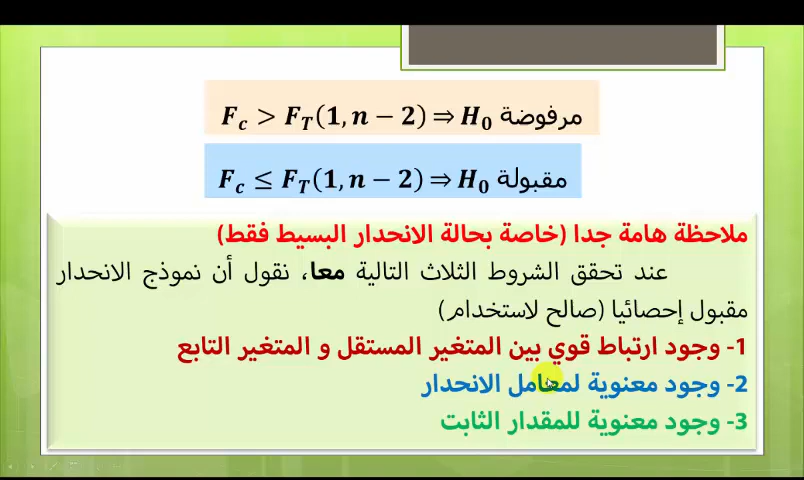 F_c > F_T(1, n − 2) ⇒ H_0 مرفوضة
F_c ≤ F_T(1, n − 2) ⇒ H_0 مقبولة
ملاحظة هامة جدا (خاصة بحالة الانحدار البسيط فقط)
عند تحقق الشروط الثلاث التالية معا، نقول أن نموذج الانحدار
مقبول إحصائيا (صالح لاستخدام)
1- وجود ارتباط قوي بين المتغير المستقل و المتغير التابع
2- وجود معنوية لمعامل الانحدار
3- وجود معنوية للمقدار الثابت